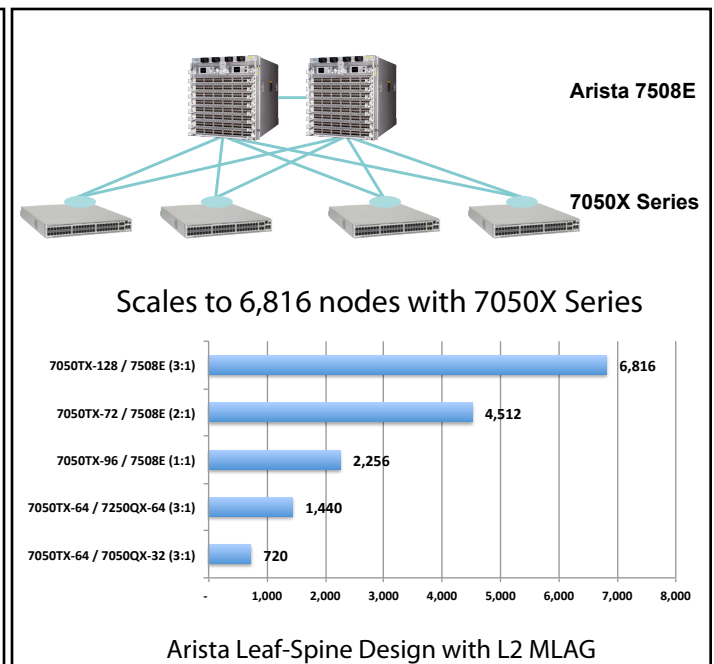 Arista 7508E
7050X Series
Scales to 6,816 nodes with 7050X Series
7050TX-128 / 7508E (3:1)
6,816
7050TX-72 / 7508E (2:1)
4,512
7050TX-96 / 7508E (1:1)
2,256
7050TX-64 / 7250QX-64 (3:1)
1,440
7050TX-64 / 7050QX-32 (3:1)
720
- 1,000 2,000 3,000 4,000 5,000 6,000 7,000 8,000
Arista Leaf-Spine Design with L2 MLAG